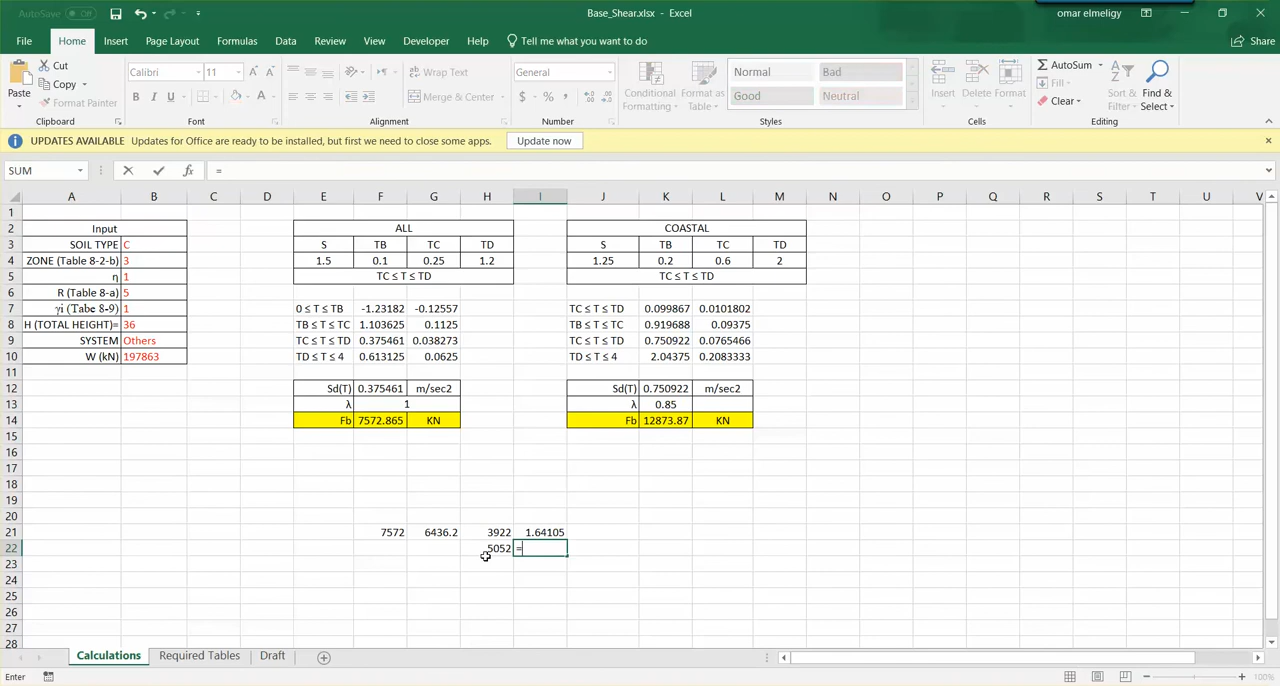 AutoSave Off Base_Shear.xlsx - Excel omar elmeligy
File Home Insert Page Layout Formulas Data Review View Developer Help Tell me what you want to do Share
Paste Cut Copy Format Painter
Clipboard
Calibri 11
B I U A
Font
Wrap Text
Merge & Center
Alignment
General
$ % ,
Number
Conditional Formatting Format as Table
Normal Bad
Good Neutral
Styles
Insert Delete Format
Cells
AutoSum
Fill
Clear
Sort & Filter Find & Select
Editing
UPDATES AVAILABLE Updates for Office are ready to be installed, but first we need to close some apps. Update now
SUM fx =
A B C D E F G H I J K L M N O P Q R S T U V
1
2 Input ALL COASTAL
3 SOIL TYPE C S TB TC TD S TB TC TD
4 ZONE (Table 8-2-b) 3 1.5 0.1 0.25 1.2 1.25 0.2 0.6 2
5 η 1 TC ≤ T ≤ TD TC ≤ T ≤ TD
6 R (Table 8-a) 5
7 γi (Tabe 8-9) 1 0 ≤ T ≤ TB -1.23182 -0.12557 TC ≤ T ≤ TD 0.099867 0.0101802
8 H (TOTAL HEIGHT)= 36 TB ≤ T ≤ TC 1.103625 0.1125 TB ≤ T ≤ TC 0.919688 0.09375
9 SYSTEM Others TC ≤ T ≤ TD 0.375461 0.038273 TC ≤ T ≤ TD 0.750922 0.0765466
10 W (kN) 197863 TD ≤ T ≤ 4 0.613125 0.0625 TD ≤ T ≤ 4 2.04375 0.2083333
11
12 Sd(T) 0.375461 m/sec2 Sd(T) 0.750922 m/sec2
13 λ 1 λ 0.85
14 Fb 7572.865 KN Fb 12873.87 KN
15
16
17
18
19
20
21 7572 6436.2 3922 1.64105
22 5052 =
23
24
25
26
27
28
Calculations Required Tables Draft
Enter 100%